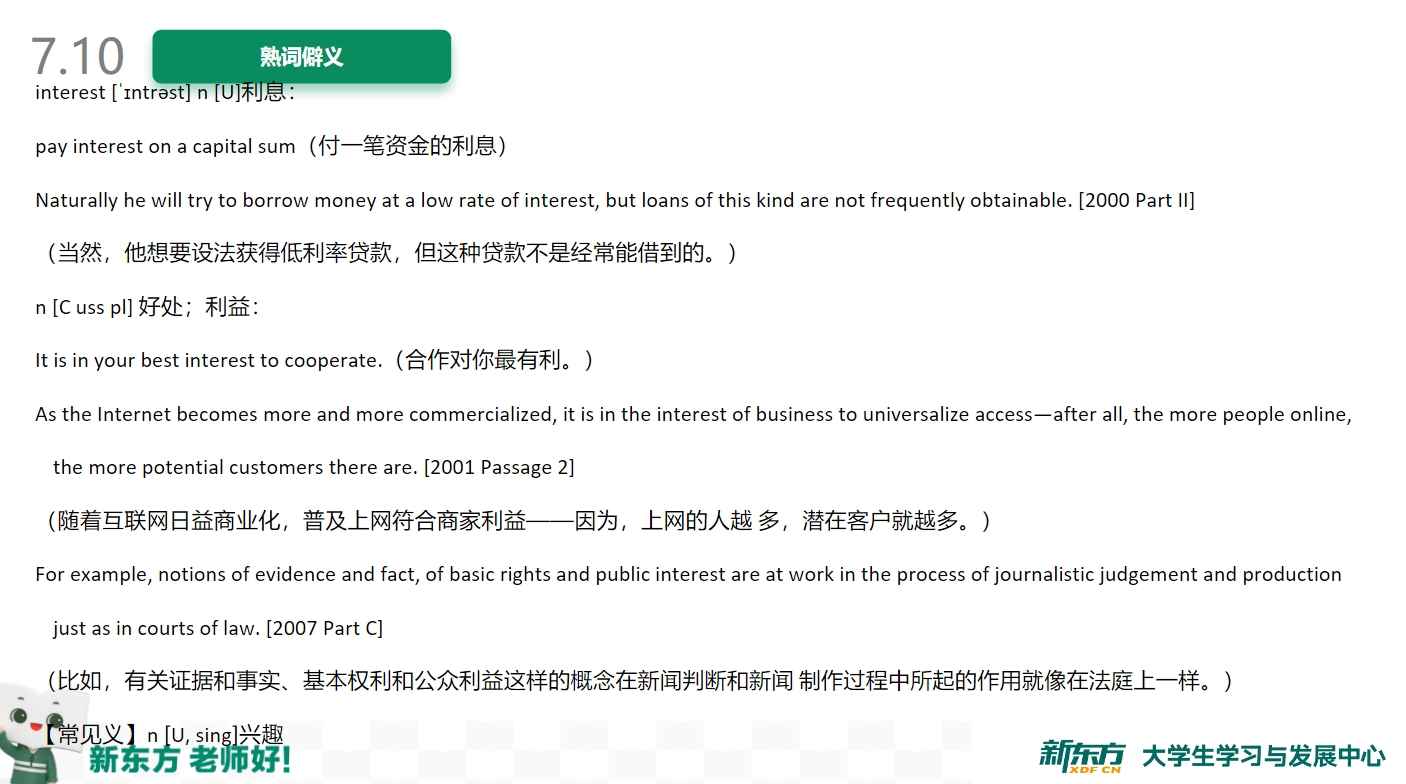 7.10
熟词僻义
interest [ˈɪntrəst] n [U]利息：
pay interest on a capital sum（付一笔资金的利息）
Naturally he will try to borrow money at a low rate of interest, but loans of this kind are not frequently obtainable. [2000 Part II]
（当然，他想要设法获得低利率贷款，但这种贷款不是经常能借到的。）
n [C uss pl] 好处；利益：
It is in your best interest to cooperate.（合作对你最有利。）
As the Internet becomes more and more commercialized, it is in the interest of business to universalize access—after all, the more people online,
the more potential customers there are. [2001 Passage 2]
（随着互联网日益商业化，普及上网符合商家利益——因为，上网的人越 多，潜在客户就越多。）
For example, notions of evidence and fact, of basic rights and public interest are at work in the process of journalistic judgement and production
just as in courts of law. [2007 Part C]
（比如，有关证据和事实、基本权利和公众利益这样的概念在新闻判断和新闻 制作过程中所起的作用就像在法庭上一样。）
【常见义】n [U, sing]兴趣
新东方 老师好!
新东方 XDF.CN 大学生学习与发展中心